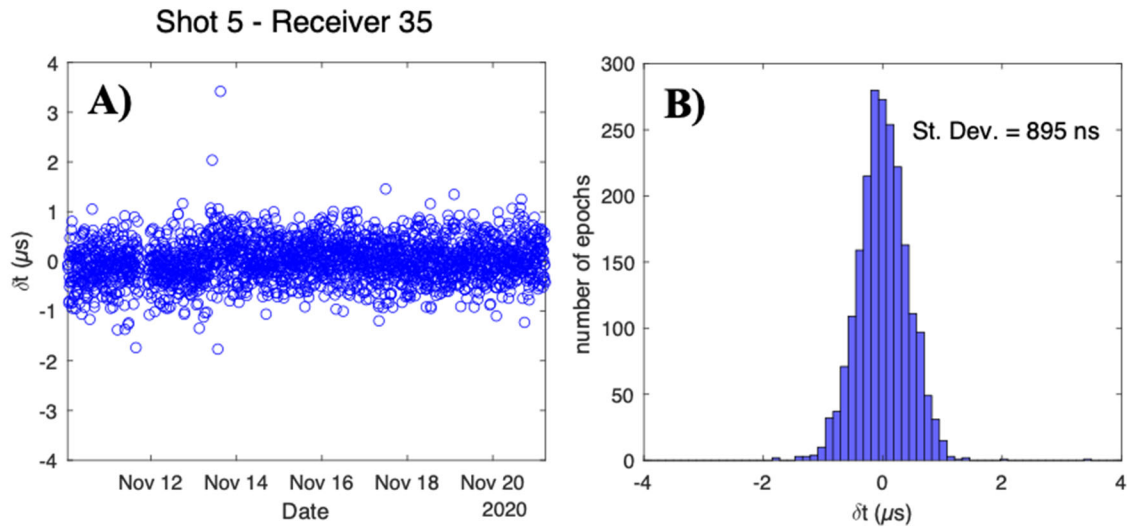 Shot 5 - Receiver 35
A)
4
3
2
1
0
-1
-2
-3
-4
δt (μs)
Nov 12 Nov 14 Nov 16 Nov 18 Nov 20
2020
Date
B)
St. Dev. = 895 ns
300
250
200
150
100
50
0
number of epochs
-4 -2 0 2 4
δt (μs)